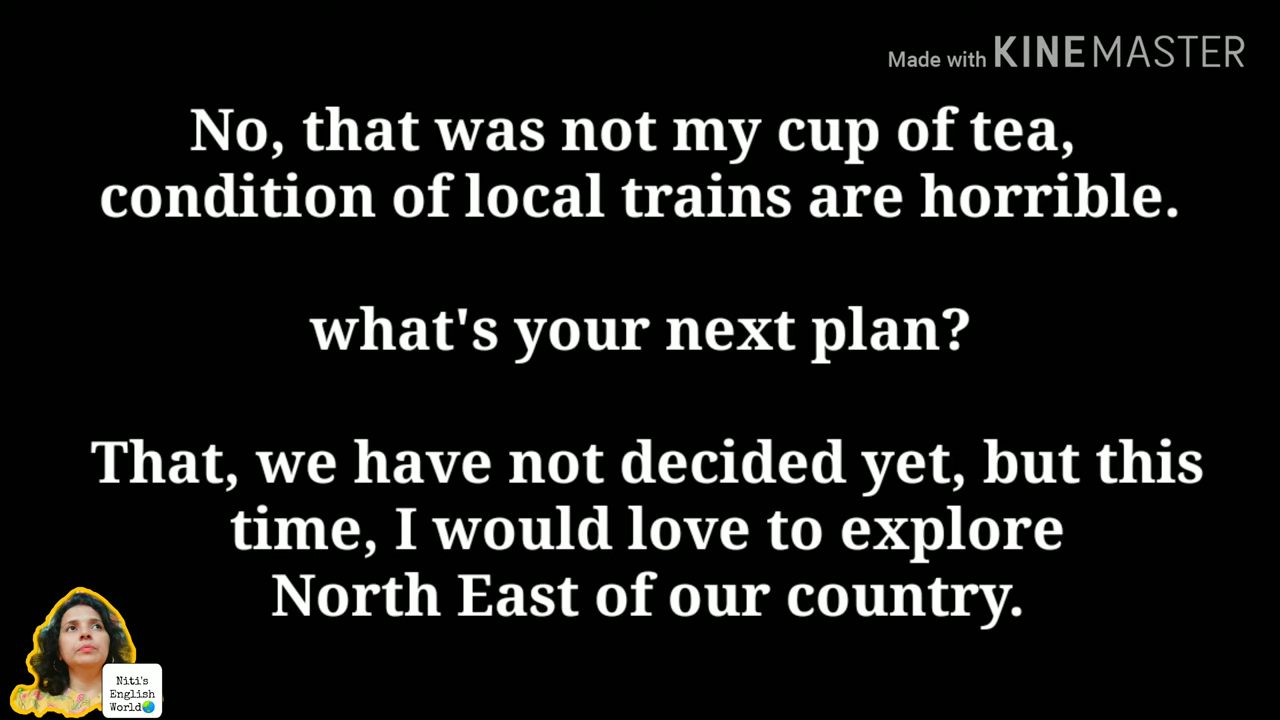 Made with KINEMASTER
No, that was not my cup of tea,
condition of local trains are horrible.
what's your next plan?
That, we have not decided yet, but this
time, I would love to explore
North East of our country.
Niti's
English
World